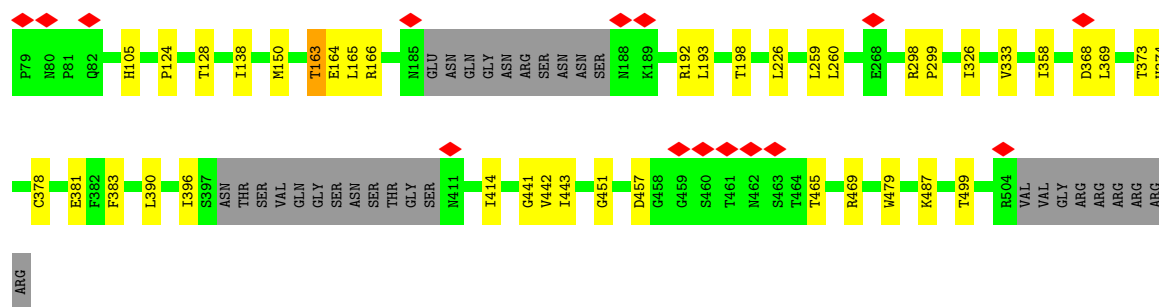 P79 N80 P81 Q82 H105 P124 T128 I138 M150 T163 E164 L165 R166 N185 GLU ASN GLN GLY ASN ARG SER ASN ASN SER N188 K189 R192 L193 T198 L226 L259 L260 E268 R298 P299 I326 V333 I358 D368 L369 T373
C378 E381 F382 F383 L390 I396 S397 ASN THR SER VAL GLN GLY SER ASN SER THR GLY SER N411 I414 G441 V442 I443 G451 D457 G458 G459 S460 T461 N462 S463 T464 T465 R469 W479 K487 T499 R504 VAL VAL GLY ARG ARG ARG ARG
ARG